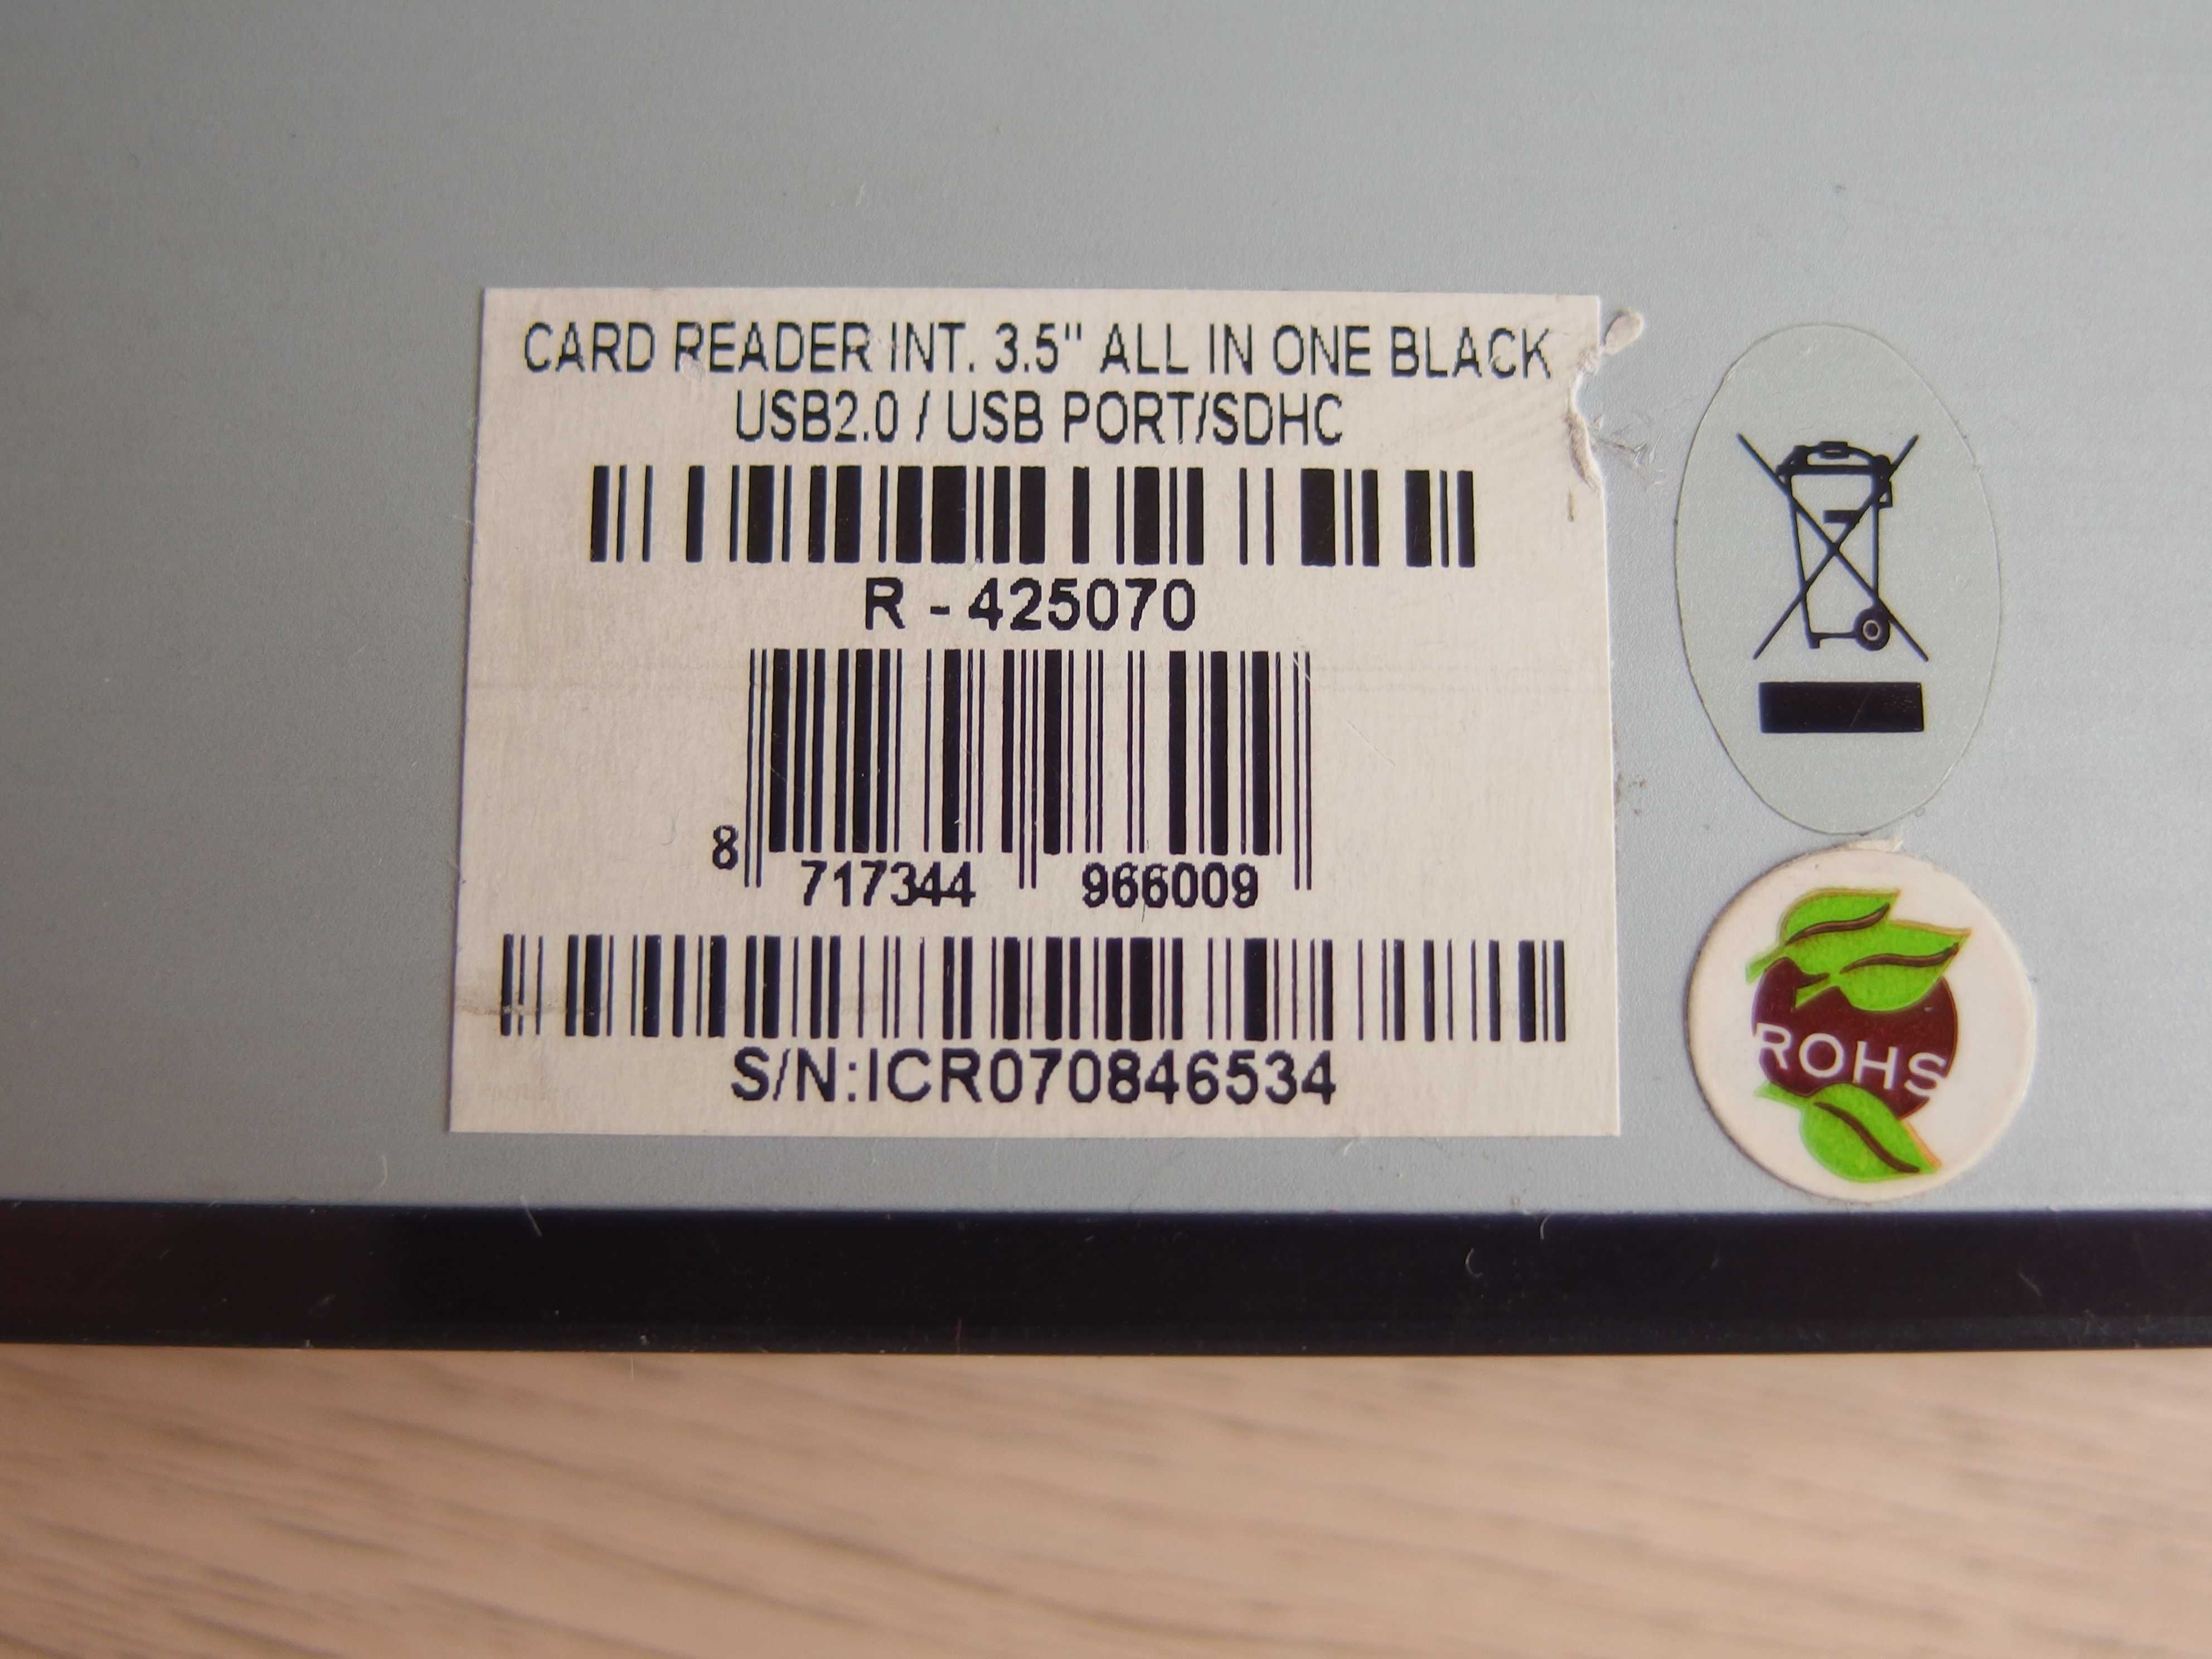 CARD READER INT. 3.5" ALL IN ONE BLACK
USB2.0 / USB PORT/SDHC
R - 425070
8 717344 966009
S/N:ICR070846534
ROHS